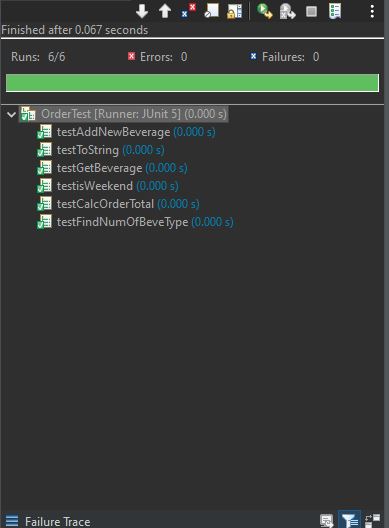 Finished after 0.067 seconds
Runs: 6/6 Errors: 0 Failures: 0
OrderTest [Runner: JUnit 5] (0.000 s)
testAddNewBeverage (0.000 s)
testToString (0.000 s)
testGetBeverage (0.000 s)
testisWeekend (0.000 s)
testCalcOrderTotal (0.000 s)
testFindNumOfBeveType (0.000 s)
Failure Trace